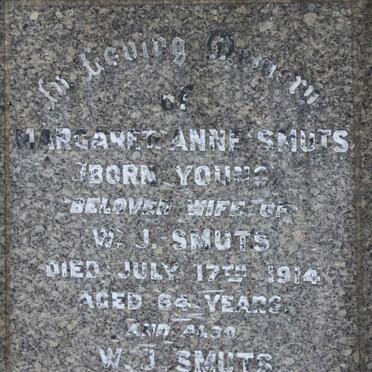 In Loving Memory
of
MARGARET ANNE SMUTS
(BORN YOUNG)
BELOVED WIFE OF
W. J. SMUTS
DIED JULY 17TH 1914
AGED 64 YEARS
AND ALSO
W. J. SMUTS